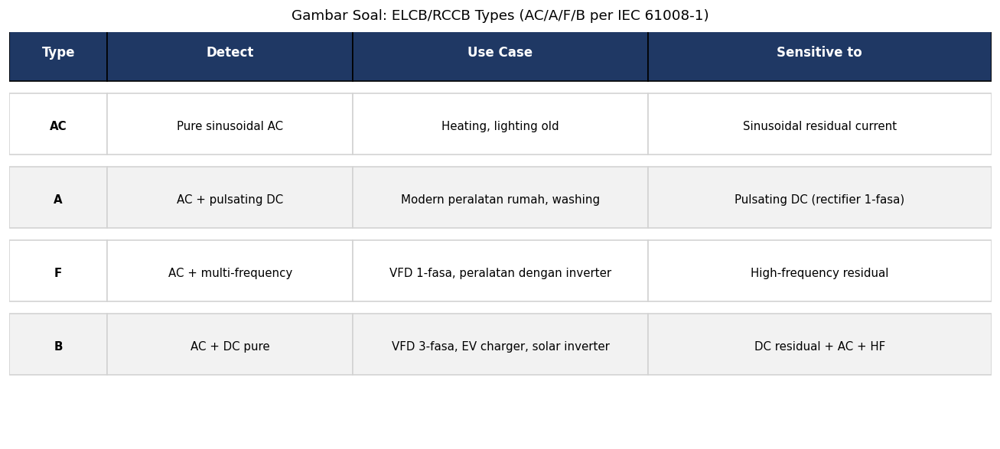 Gambar Soal: ELCB/RCCB Types (AC/A/F/B per IEC 61008-1)
Type Detect Use Case Sensitive to
AC Pure sinusoidal AC Heating, lighting old Sinusoidal residual current
A AC + pulsating DC Modern peralatan rumah, washing Pulsating DC (rectifier 1-fasa)
F AC + multi-frequency VFD 1-fasa, peralatan dengan inverter High-frequency residual
B AC + DC pure VFD 3-fasa, EV charger, solar inverter DC residual + AC + HF